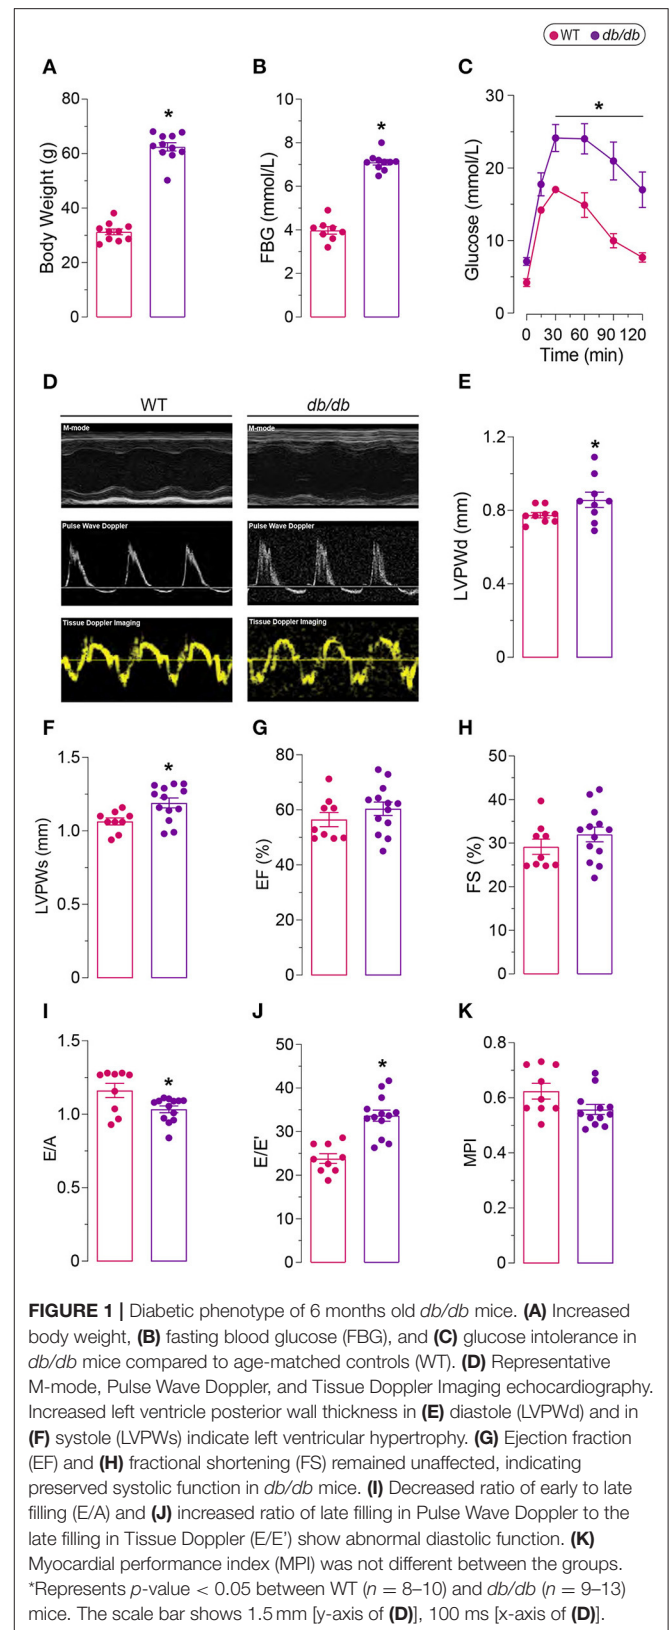 WT db/db
A B C
80
60
40
20
0
Body Weight (g)
*
10
8
6
4
2
0
FBG (mmol/L)
*
30
20
10
0
Glucose (mmol/L)
*
0 30 60 90 120
Time (min)
D
WT db/db
M-mode M-mode
Pulse Wave Doppler Pulse Wave Doppler
Tissue Doppler Imaging Tissue Doppler Imaging
E
1.2
0.8
0.4
0
LVPWd (mm)
*
F G H
1.5
1.0
0.5
0
LVPWs (mm)
*
80
60
40
20
0
EF (%)
50
40
30
20
10
0
FS (%)
I J K
1.5
1.0
0.5
0
E/A
*
50
40
30
20
10
0
E/E'
*
0.8
0.6
0.4
0.2
0
MPI
FIGURE 1 | Diabetic phenotype of 6 months old db/db mice. (A) Increased
body weight, (B) fasting blood glucose (FBG), and (C) glucose intolerance in
db/db mice compared to age-matched controls (WT). (D) Representative
M-mode, Pulse Wave Doppler, and Tissue Doppler Imaging echocardiography.
Increased left ventricle posterior wall thickness in (E) diastole (LVPWd) and in
(F) systole (LVPWs) indicate left ventricular hypertrophy. (G) Ejection fraction
(EF) and (H) fractional shortening (FS) remained unaffected, indicating
preserved systolic function in db/db mice. (I) Decreased ratio of early to late
filling (E/A) and (J) increased ratio of late filling in Pulse Wave Doppler to the
late filling in Tissue Doppler (E/E’) show abnormal diastolic function. (K)
Myocardial performance index (MPI) was not different between the groups.
*Represents p-value < 0.05 between WT (n = 8–10) and db/db (n = 9–13)
mice. The scale bar shows 1.5 mm [y-axis of (D)], 100 ms [x-axis of (D)].